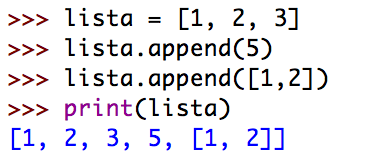 >>> lista = [1, 2, 3]
>>> lista.append(5)
>>> lista.append([1,2])
>>> print(lista)
[1, 2, 3, 5, [1, 2]]